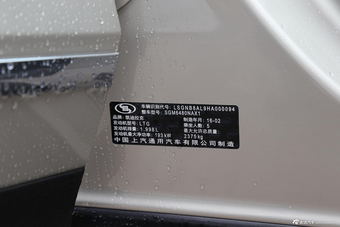 车辆识别代号: LSGNB8AL9HA000094
整车型号: SGM6480NAX1
品牌: 凯迪拉克 制造年月: 16-02
发动机型号: LTG 乘坐人数: 5
发动机排量: 1.998L 最大允许总质量:
发动机最大净功率: 193kW 2375kg
中国上汽通用汽车有限公司制造